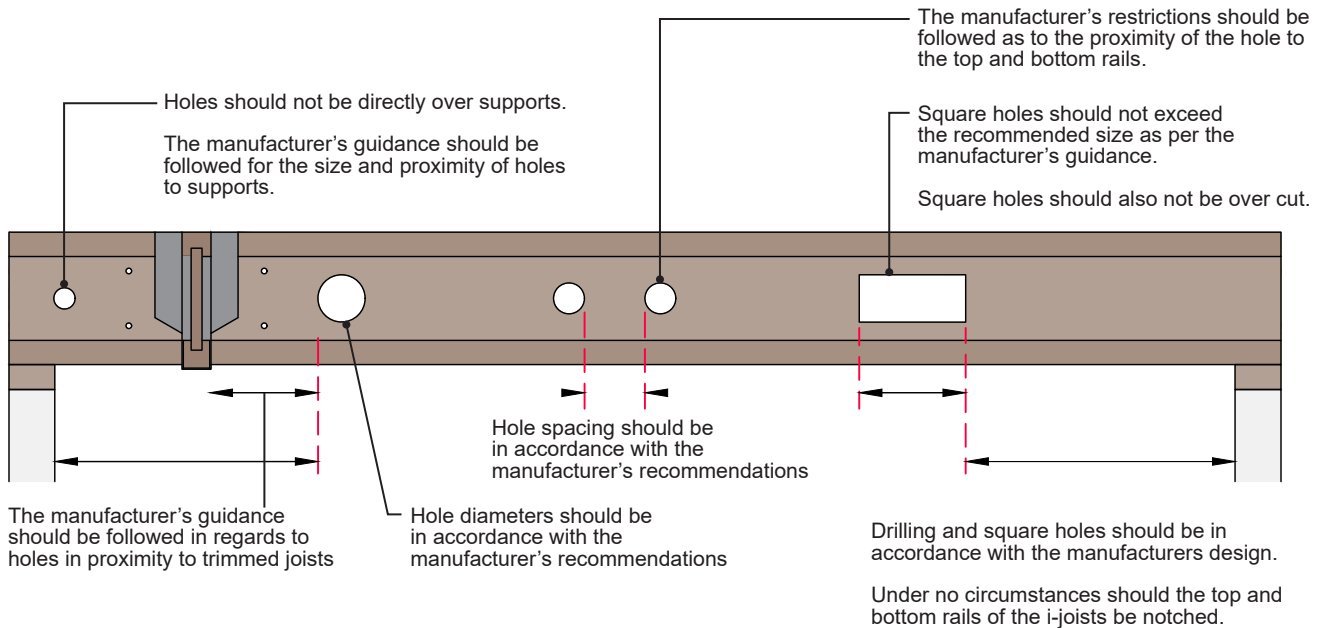 The manufacturer’s restrictions should be
followed as to the proximity of the hole to
the top and bottom rails.
Holes should not be directly over supports.
The manufacturer’s guidance should be
followed for the size and proximity of holes
to supports.
Square holes should not exceed
the recommended size as per the
manufacturer’s guidance.
Square holes should also not be over cut.
Hole spacing should be
in accordance with the
manufacturer’s recommendations
The manufacturer’s guidance
should be followed in regards to
holes in proximity to trimmed joists
Hole diameters should be
in accordance with the
manufacturer’s recommendations
Drilling and square holes should be in
accordance with the manufacturers design.
Under no circumstances should the top and
bottom rails of the i-joists be notched.